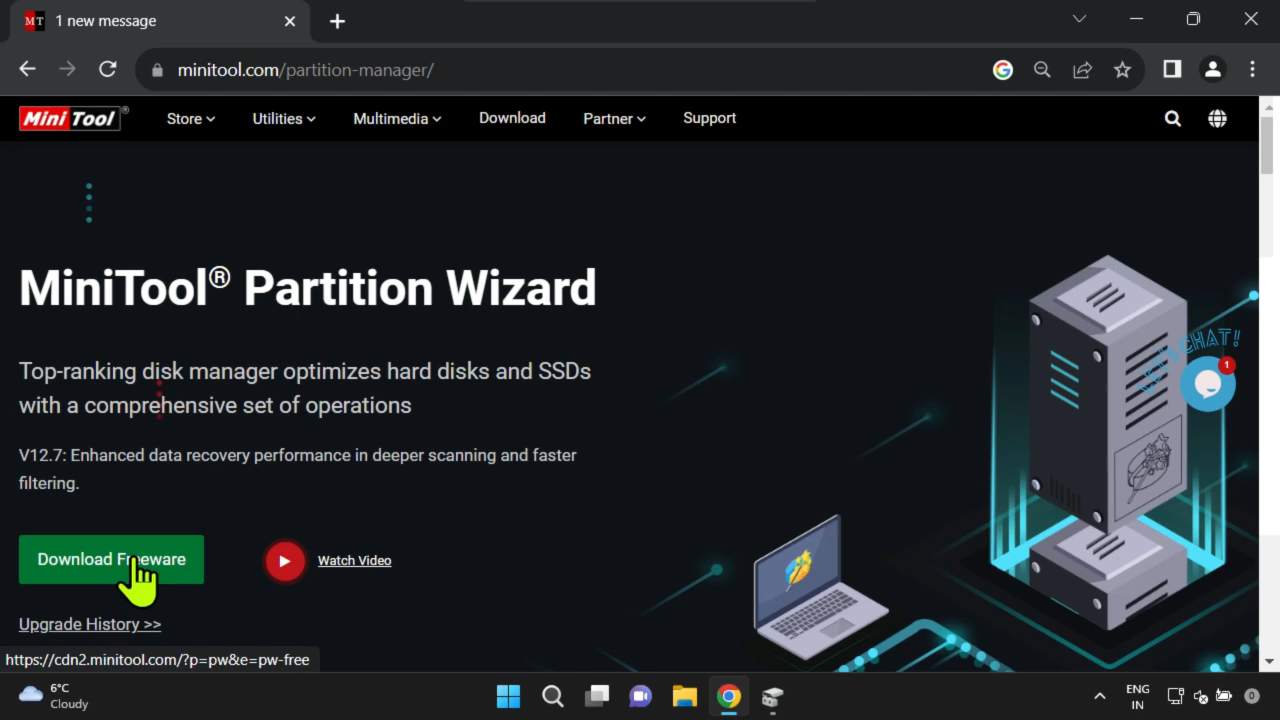 MT 1 new message
minitool.com/partition-manager/
Mini Tool®
Store
Utilities
Multimedia
Download
Partner
Support
MiniTool® Partition Wizard
Top-ranking disk manager optimizes hard disks and SSDs
with a comprehensive set of operations
V12.7: Enhanced data recovery performance in deeper scanning and faster
filtering.
LET'S CHAT!
1
Download Freeware
Watch Video
Upgrade History >>
https://cdn2.minitool.com/?p=pw&e=pw-free
6°C
Cloudy
ENG
IN
0